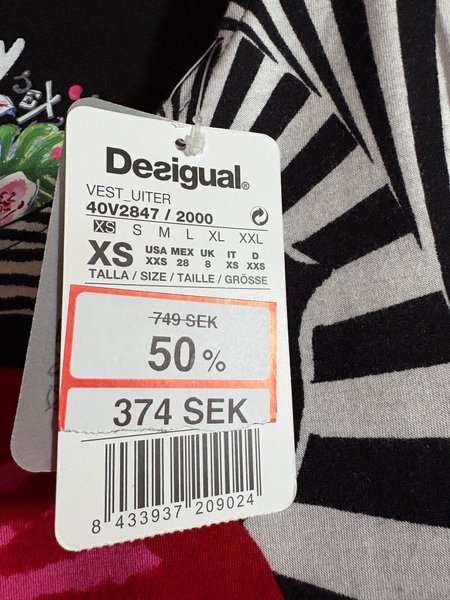 Desigual®
VEST_UITER
40V2847 / 2000
XS S M L XL XXL
XS
USA MEX UK IT D
XXS 28 8 XS XXS
TALLA / SIZE / TAILLE / GRÖSSE
749 SEK
50 %
374 SEK
8 433937 209024